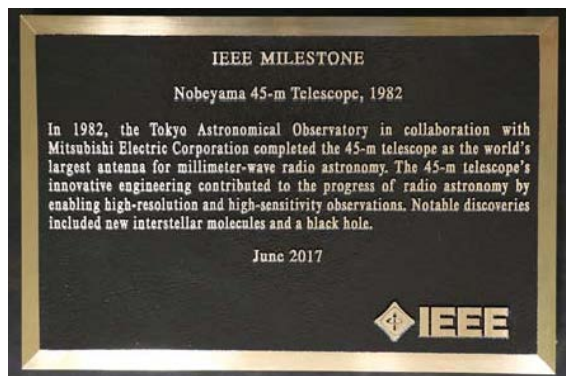 IEEE MILESTONE
Nobeyama 45-m Telescope, 1982
In 1982, the Tokyo Astronomical Observatory in collaboration with
Mitsubishi Electric Corporation completed the 45-m telescope as the world's
largest antenna for millimeter-wave radio astronomy. The 45-m telescope's
innovative engineering contributed to the progress of radio astronomy by
enabling high-resolution and high-sensitivity observations. Notable discoveries
included new interstellar molecules and a black hole.
June 2017
IEEE